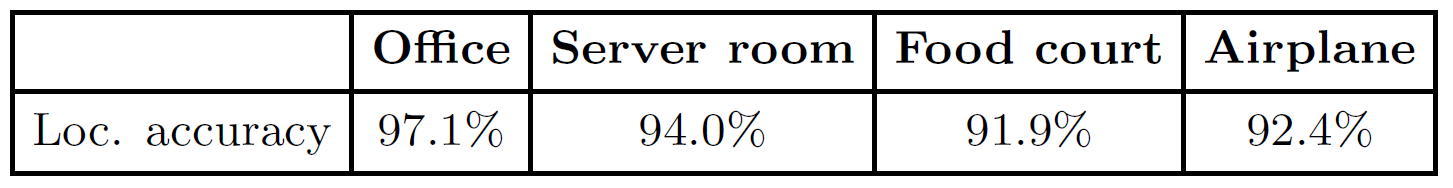 Office Server room Food court Airplane
Loc. accuracy 97.1% 94.0% 91.9% 92.4%